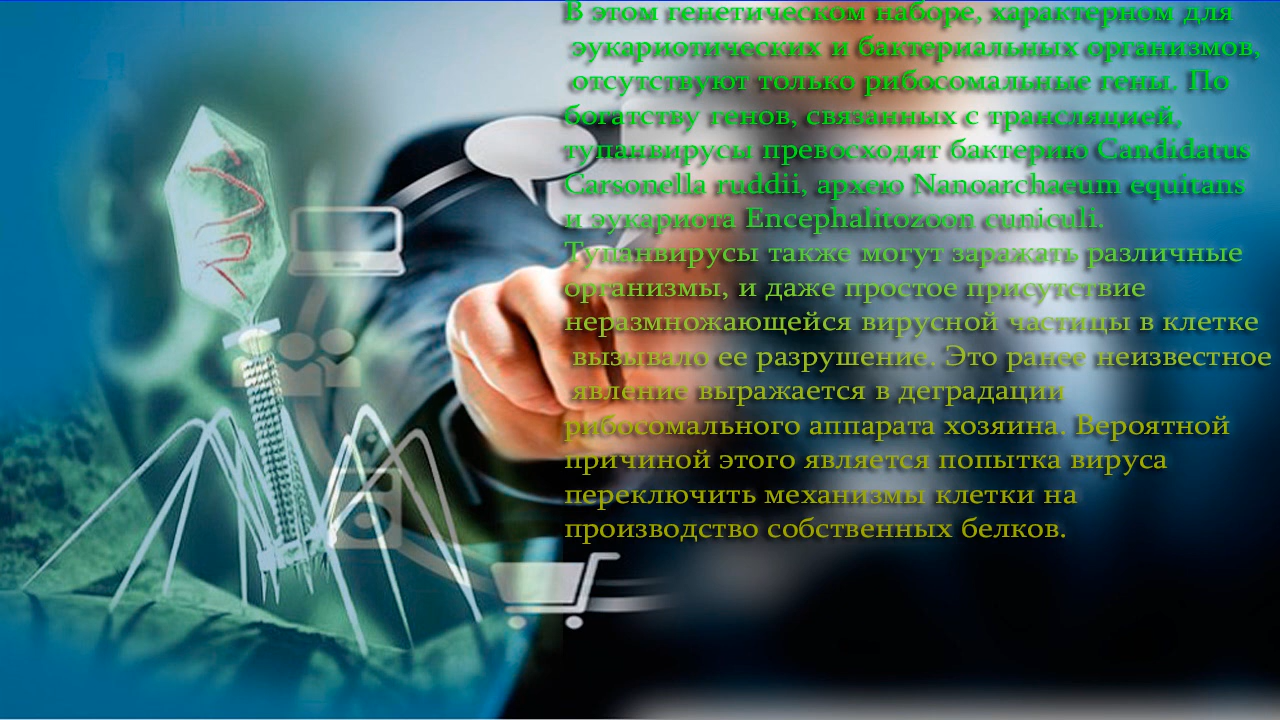 В этом генетическом наборе, характерном для
эукариотических и бактериальных организмов,
отсутствуют только рибосомальные гены. По
богатству генов, связанных с трансляцией,
тупанвирусы превосходят бактерию Candidatus
Carsonella ruddii, архею Nanoarchaeum equitans
и эукариота Encephalitozoon cuniculi.
Тупанвирусы также могут заражать различные
организмы, и даже простое присутствие
неразмножающейся вирусной частицы в клетке
вызывало ее разрушение. Это ранее неизвестное
явление выражается в деградации
рибосомального аппарата хозяина. Вероятной
причиной этого является попытка вируса
переключить механизмы клетки на
производство собственных белков.